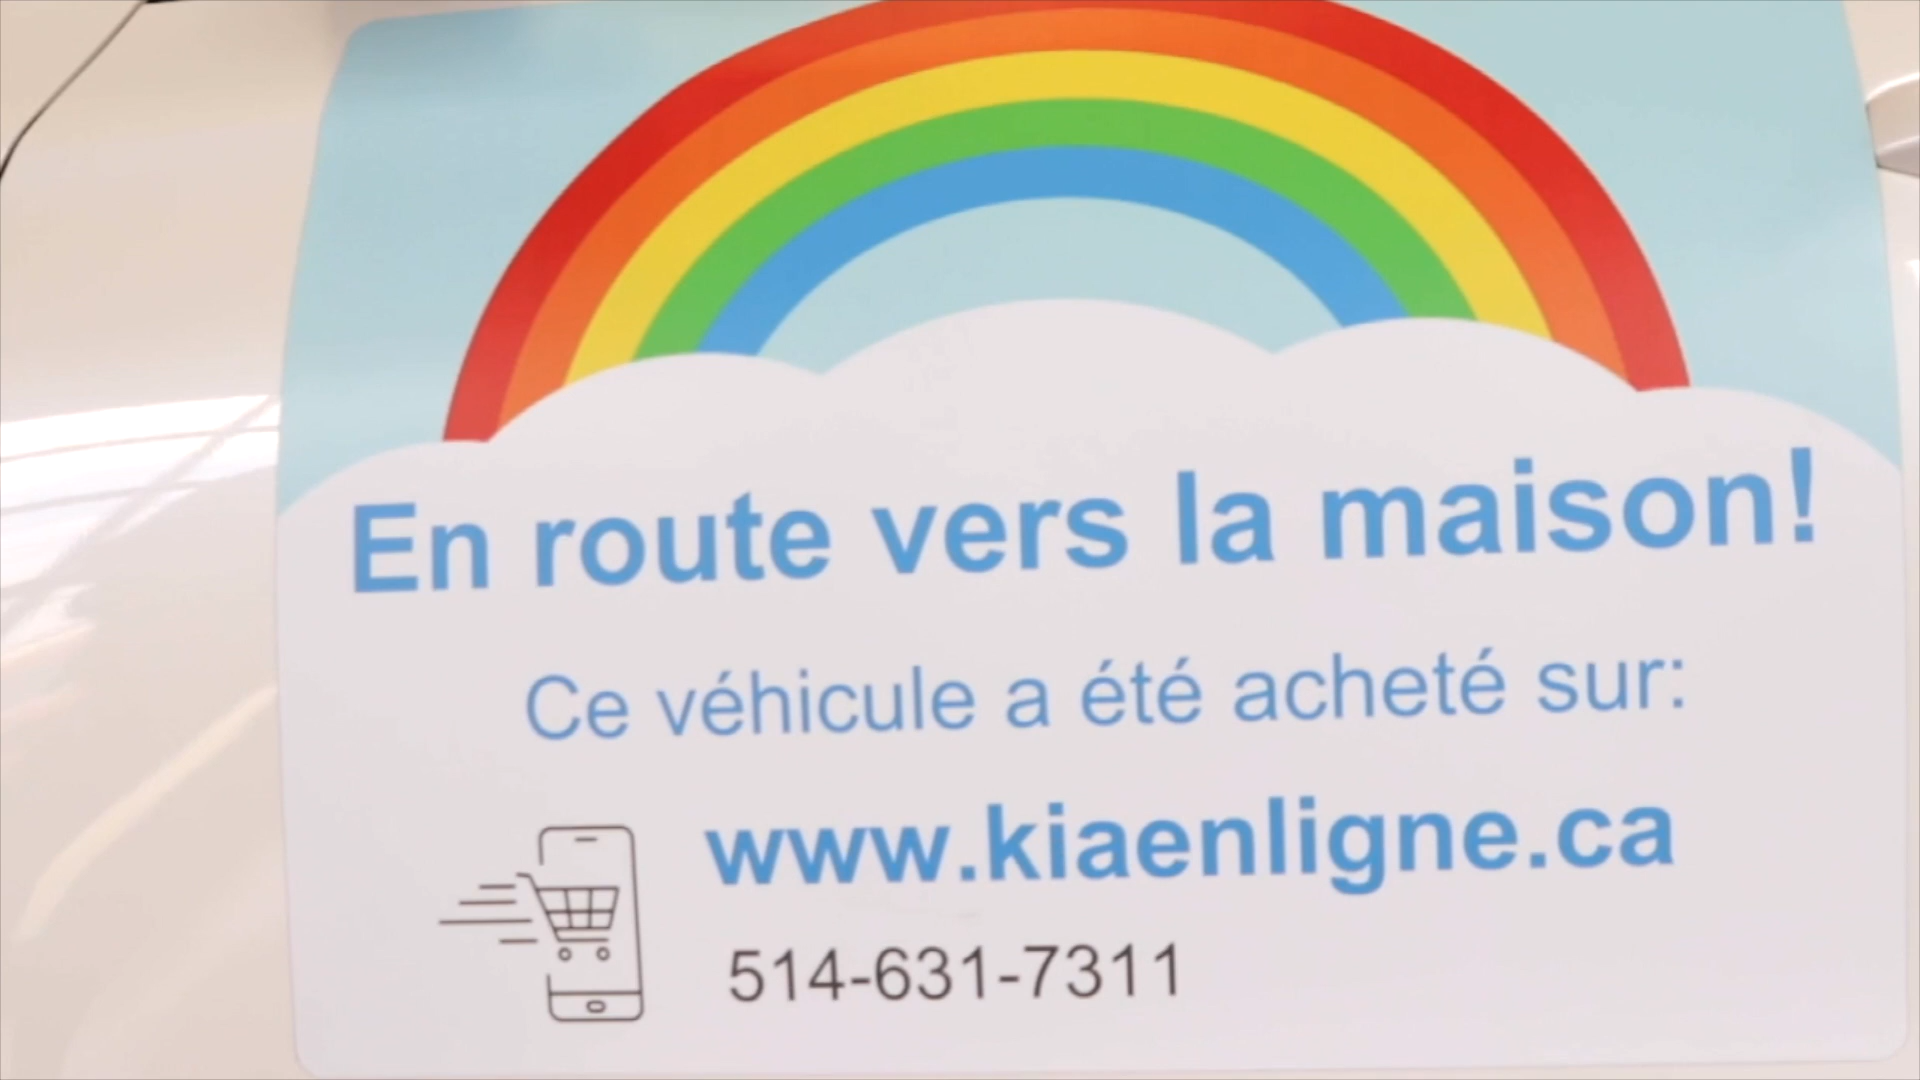 En route vers la maison!
Ce véhicule a été acheté sur:
www.kiaenligne.ca
514-631-7311